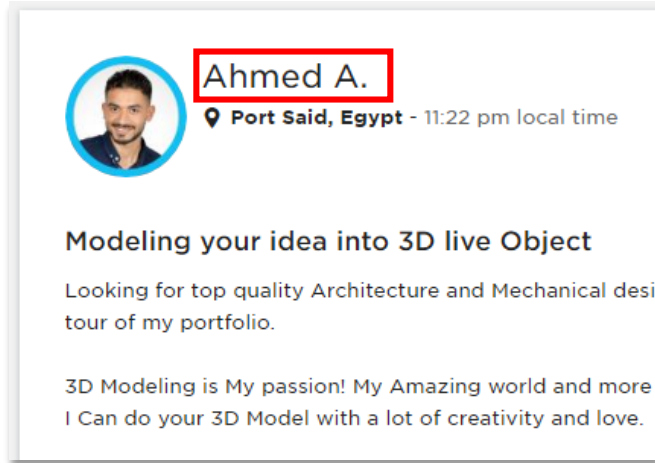 Ahmed A.
Port Said, Egypt - 11:22 pm local time
Modeling your idea into 3D live Object
Looking for top quality Architecture and Mechanical
tour of my portfolio.
3D Modeling is My passion! My Amazing world and more
I Can do your 3D Model with a lot of creativity and love.